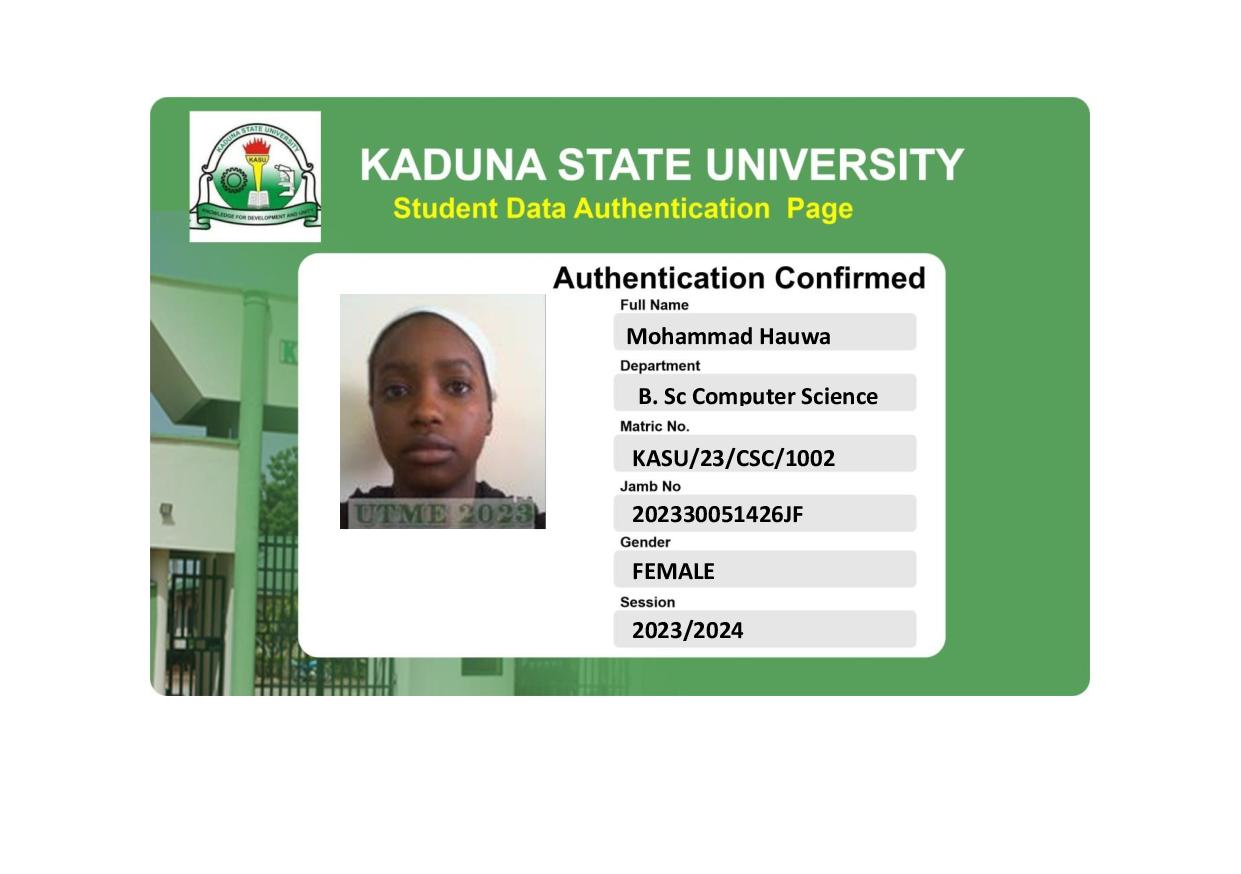 KADUNA STATE UNIVERSITY
KASU
KNOWLEDGE FOR DEVELOPMENT AND UNITY
KADUNA STATE UNIVERSITY
Student Data Authentication Page
Authentication Confirmed
Full Name
Mohammad Hauwa
Department
B. Sc Computer Science
Matric No.
KASU/23/CSC/1002
Jamb No
202330051426JF
Gender
FEMALE
Session
2023/2024
UTME 2023
K